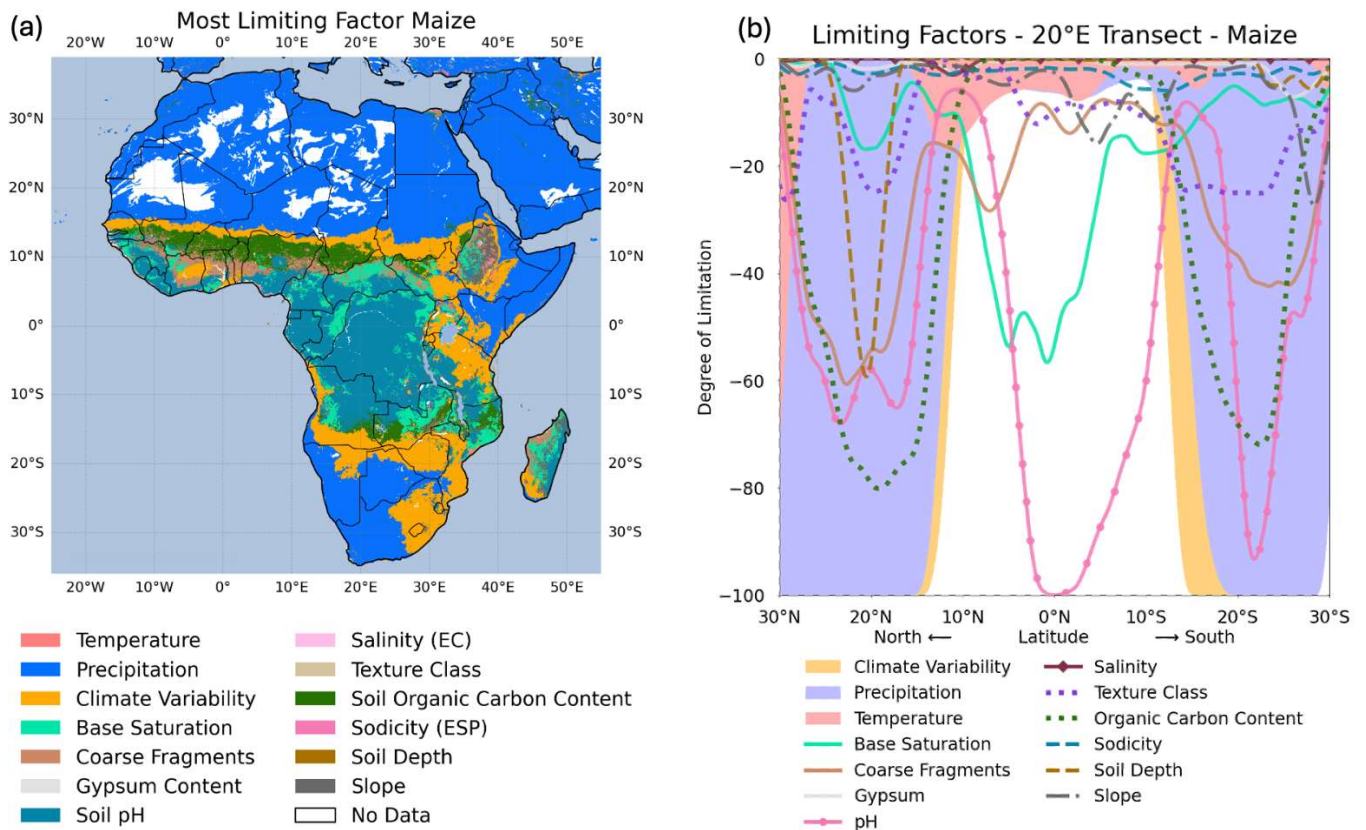 (a)
Most Limiting Factor Maize
20°W 10°W 0° 10°E 20°E 30°E 40°E 50°E
30°N 30°N
20°N 20°N
10°N 10°N
0° 0°
10°S 10°S
20°S 20°S
30°S 30°S
20°W 10°W 0° 10°E 20°E 30°E 40°E 50°E
Temperature
Precipitation
Climate Variability
Base Saturation
Coarse Fragments
Gypsum Content
Soil pH
Salinity (EC)
Texture Class
Soil Organic Carbon Content
Sodicity (ESP)
Soil Depth
Slope
No Data
(b)
Limiting Factors - 20°E Transect - Maize
Degree of Limitation
0
−20
−40
−60
−80
−100
30°N 20°N 10°N 0°N 10°S 20°S 30°S
North ⟵ Latitude ⟶ South
Climate Variability
Precipitation
Temperature
Base Saturation
Coarse Fragments
Gypsum
pH
Salinity
Texture Class
Organic Carbon Content
Sodicity
Soil Depth
Slope